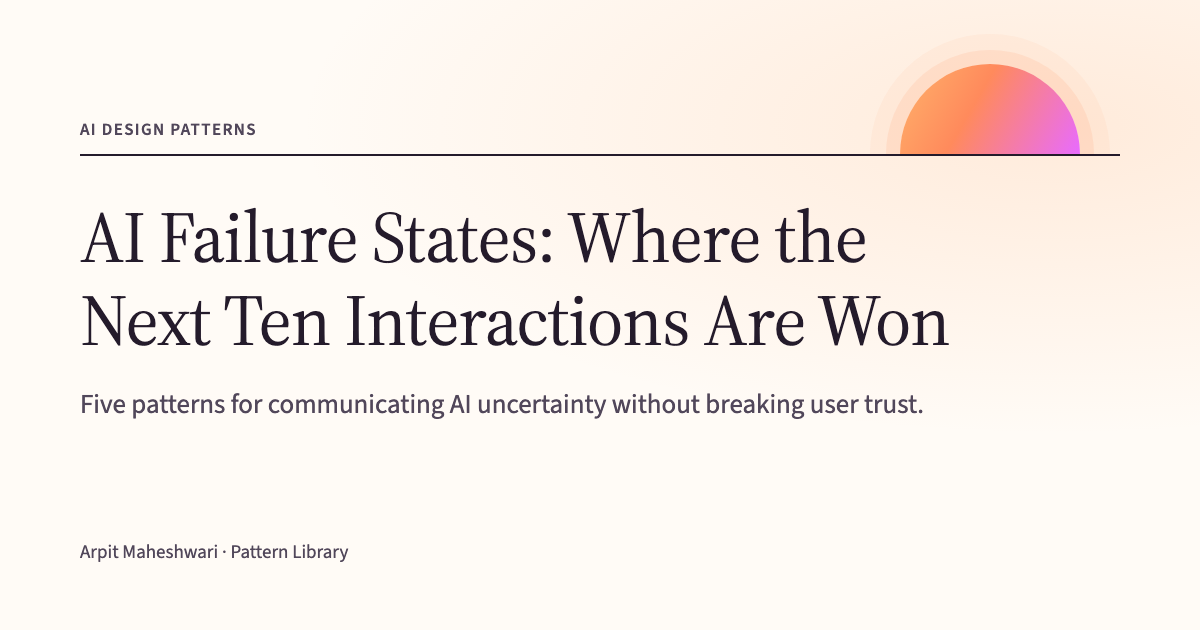 AI DESIGN PATTERNS
AI Failure States: Where the
Next Ten Interactions Are Won
Five patterns for communicating AI uncertainty without breaking user trust.
Arpit Maheshwari · Pattern Library